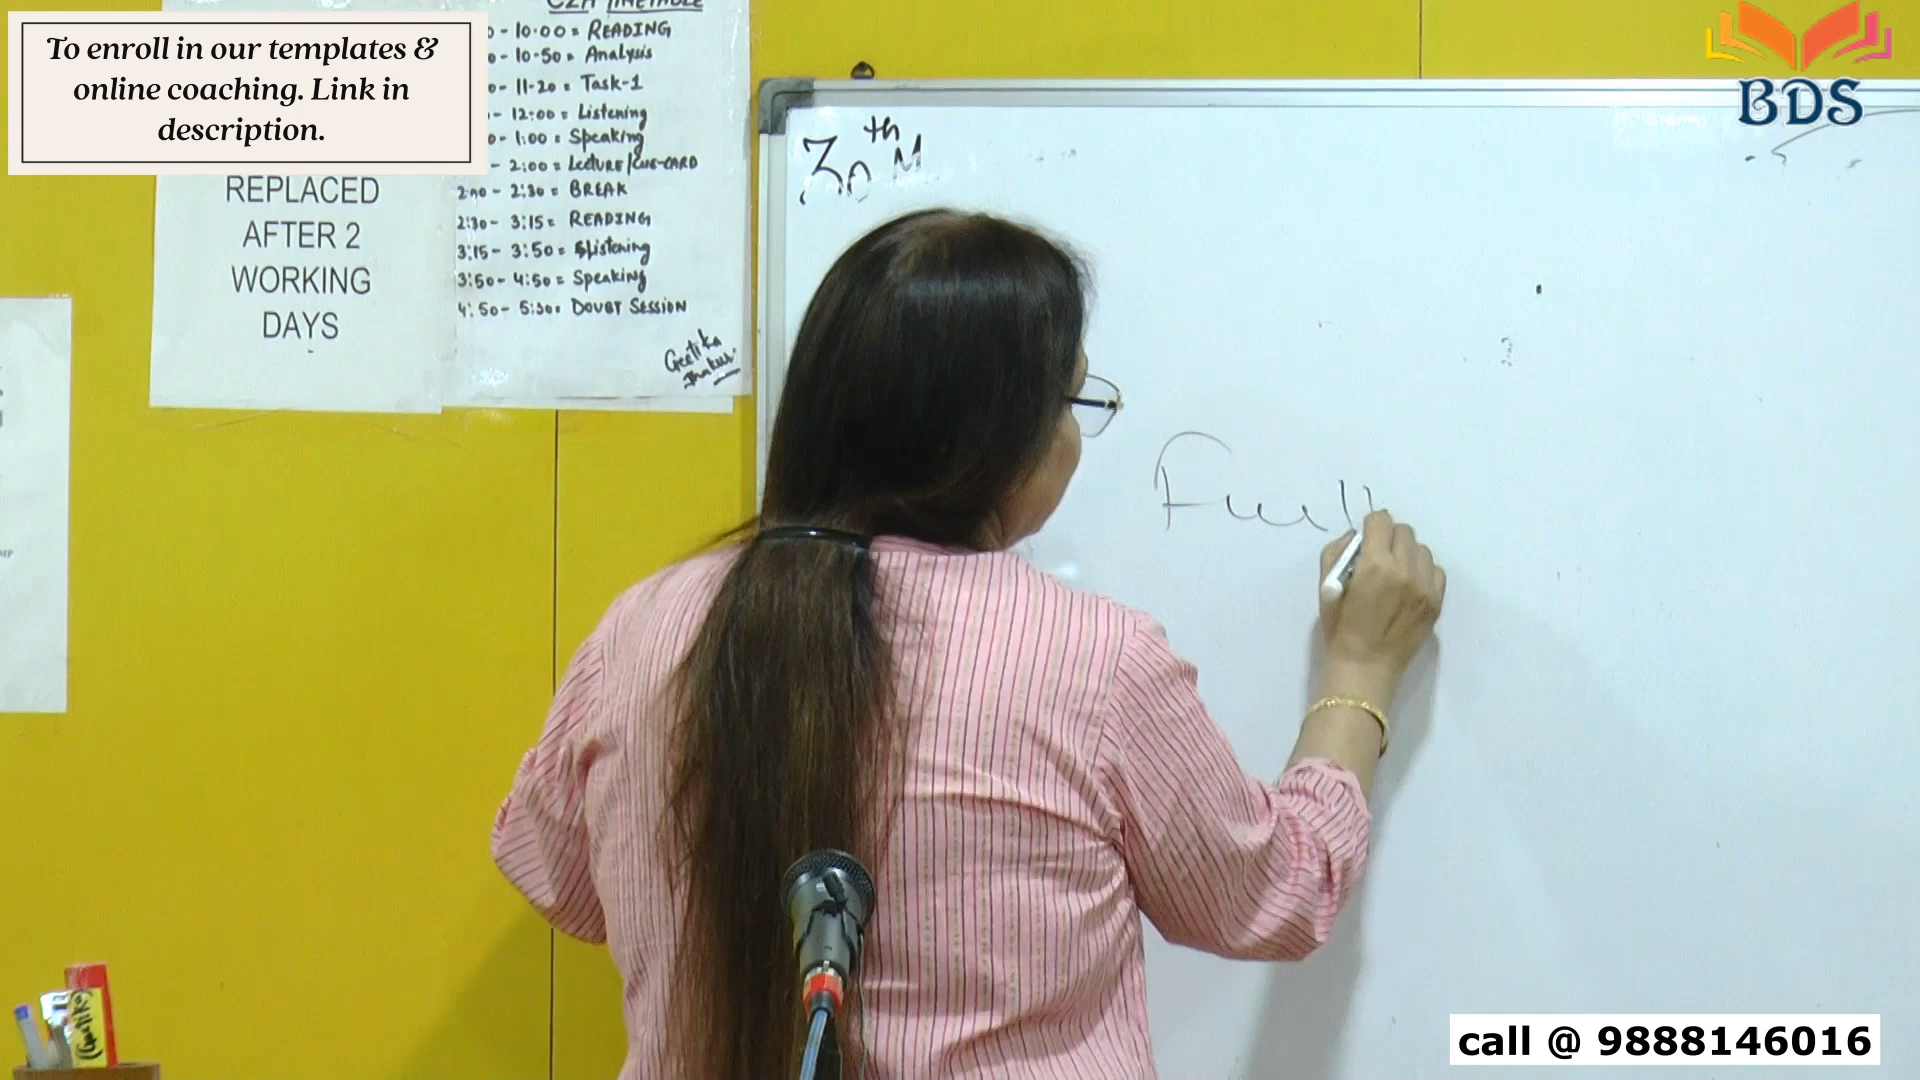 To enroll in our templates &
online coaching. Link in
description.
REPLACED
AFTER 2
WORKING
DAYS
TIMETABLE
- 10:00 = READING
- 10-50 = Analysis
- 11-20 = Task-1
- 12:00 = Listening
- 1:00 = Speaking
- 2:00 = Lecture/CUE-CARD
2:00 - 2:30 = BREAK
2:30 - 3:15 = READING
3:15 - 3:50 = Listening
3:50 - 4:50 = Speaking
4:50 - 5:30 = DOUBT SESSION
Geetika
Thakur
30th M
Full
BDS
Geetika
call @ 9888146016